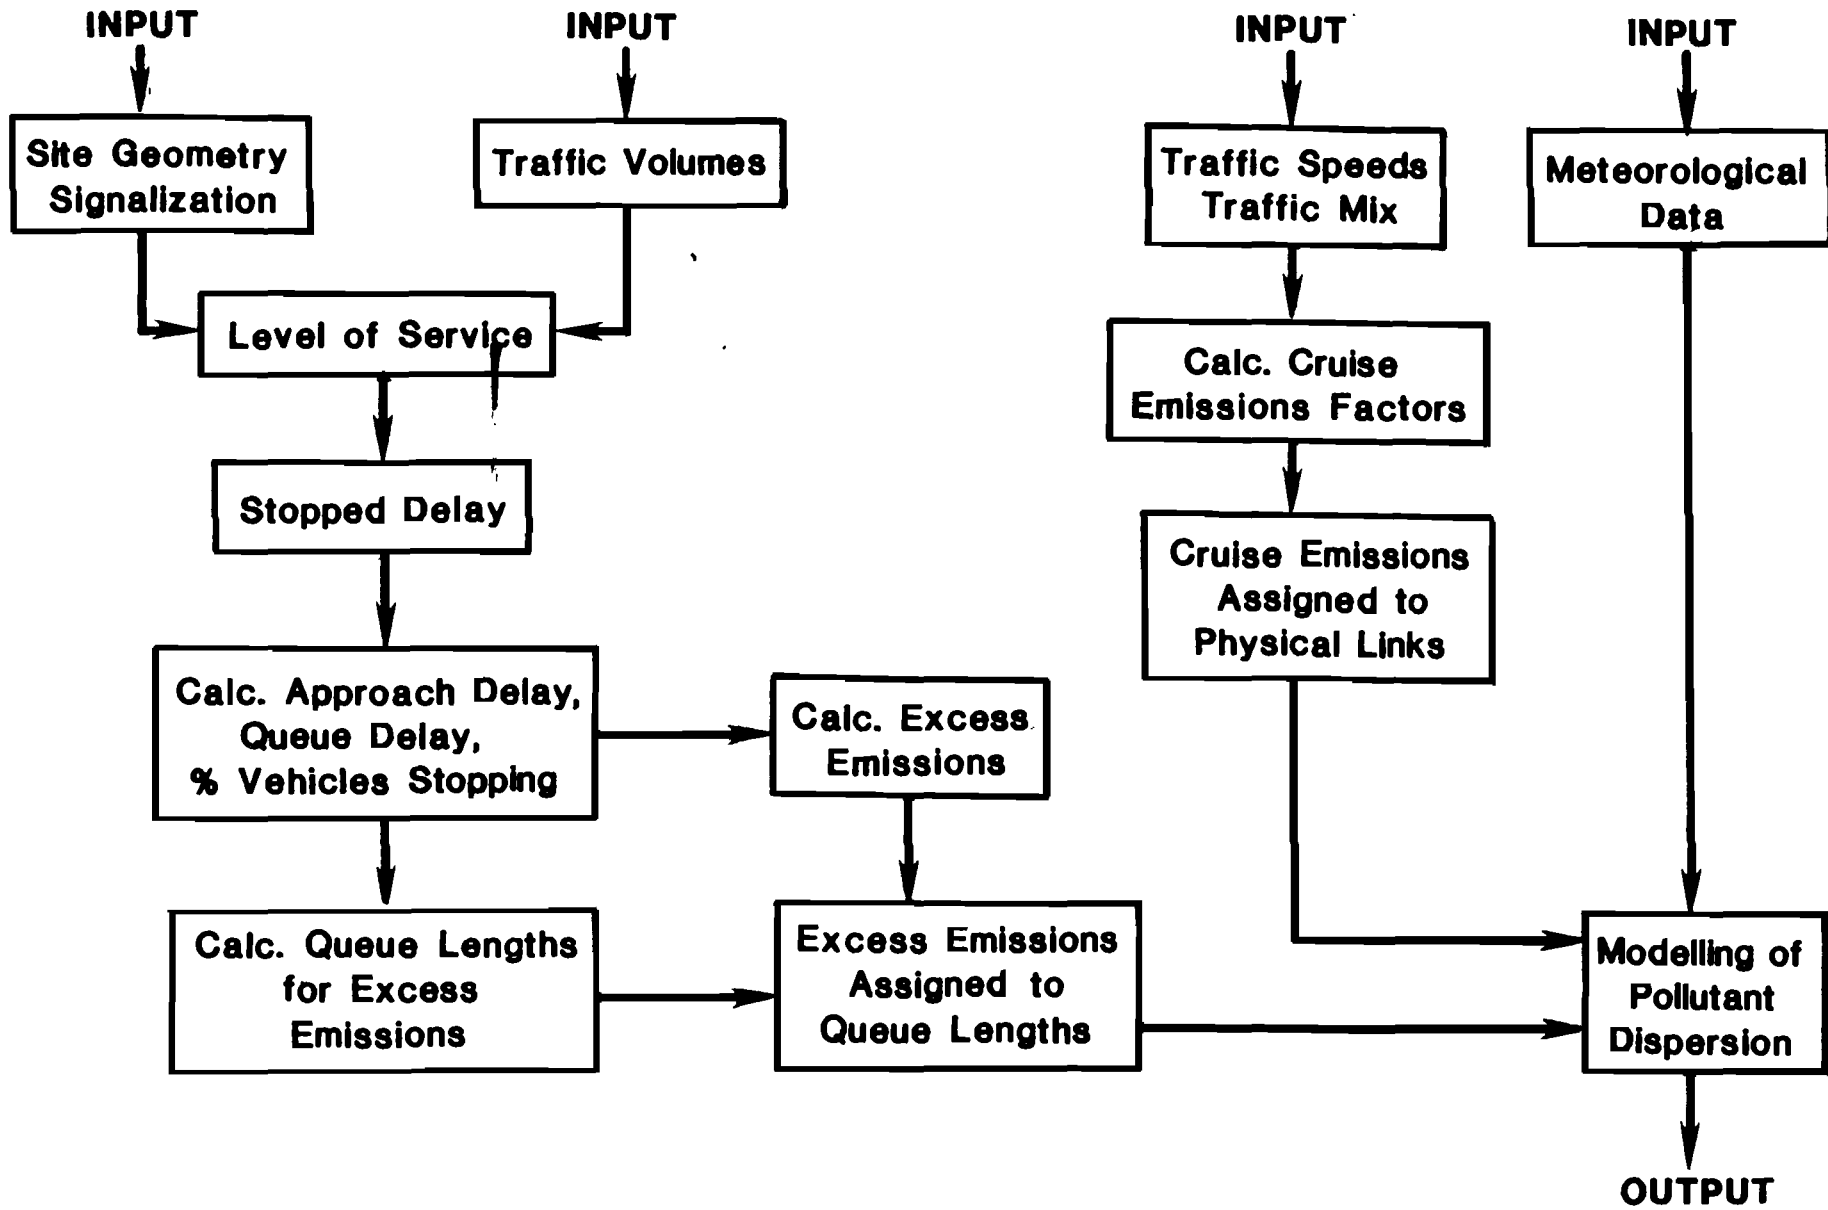 INPUT
INPUT
INPUT
INPUT
Site Geometry
Signalization
Traffic Volumes
Traffic Speeds
Traffic Mix
Meteorological
Data
Level of Service
Calc. Cruise
Emissions Factors
Stopped Delay
Cruise Emissions
Assigned to
Physical Links
Calc. Approach Delay,
Queue Delay,
% Vehicles Stopping
Calc. Excess
Emissions
Calc. Queue Lengths
for Excess
Emissions
Excess Emissions
Assigned to
Queue Lengths
Modelling of
Pollutant
Dispersion
OUTPUT